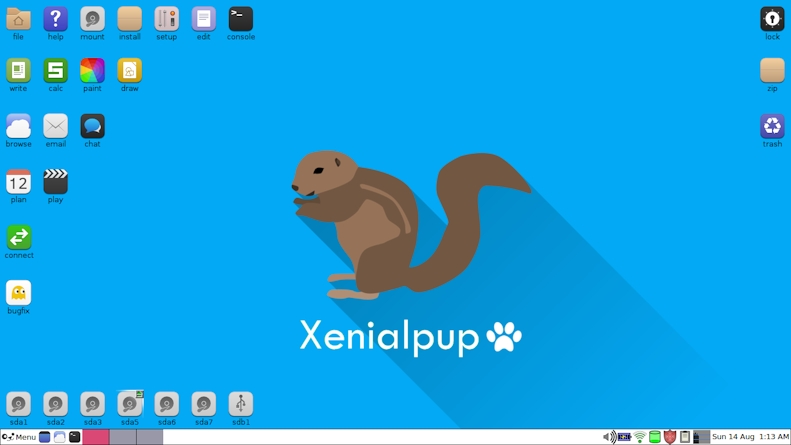 file help mount install setup edit console lock
write calc paint draw zip
browse email chat trash
12
plan play
connect
bugfix
Xenialpup
sda1 sda2 sda3 sda5 sda6 sda7 sdb1
Menu Sun 14 Aug 1:13 AM